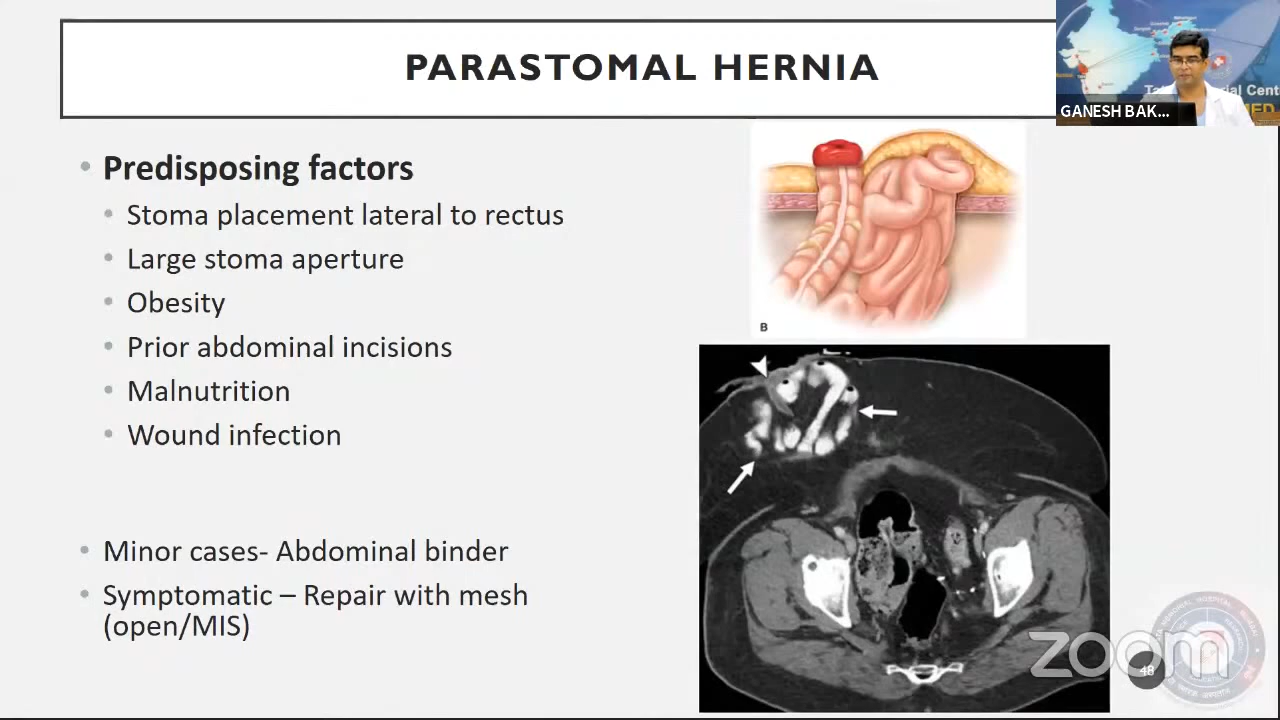 PARASTOMAL HERNIA
GANESH BAK...
• Predisposing factors
• Stoma placement lateral to rectus
• Large stoma aperture
• Obesity
• Prior abdominal incisions
• Malnutrition
• Wound infection
• Minor cases- Abdominal binder
• Symptomatic – Repair with mesh
(open/MIS)
B
zoom
48